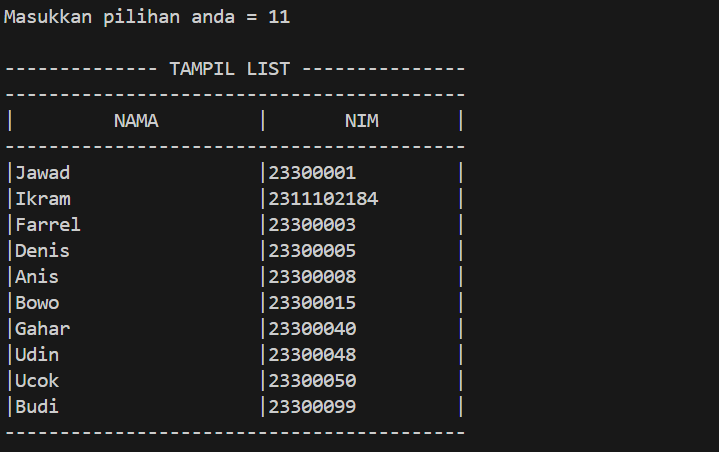 Masukkan pilihan anda = 11
-------------- TAMPIL LIST ---------------
------------------------------------------
|         NAMA         |       NIM       |
------------------------------------------
|Jawad                 |23300001         |
|Ikram                 |2311102184       |
|Farrel                |23300003         |
|Denis                 |23300005         |
|Anis                  |23300008         |
|Bowo                  |23300015         |
|Gahar                 |23300040         |
|Udin                  |23300048         |
|Ucok                  |23300050         |
|Budi                  |23300099         |
------------------------------------------